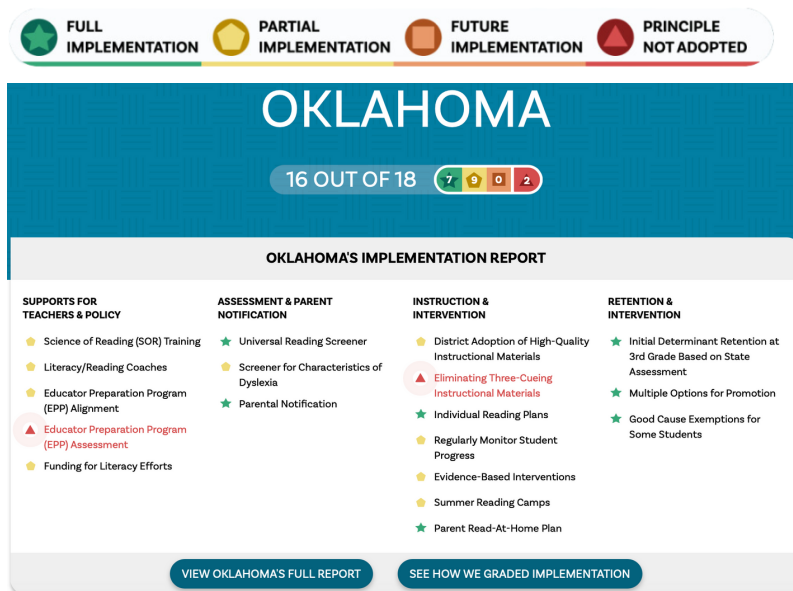 FULL
IMPLEMENTATION
PARTIAL
IMPLEMENTATION
FUTURE
IMPLEMENTATION
PRINCIPLE
NOT ADOPTED
OKLAHOMA
16 OUT OF 18
7 9 0 2
OKLAHOMA'S IMPLEMENTATION REPORT
SUPPORTS FOR
TEACHERS & POLICY
Science of Reading (SOR) Training
Literacy/Reading Coaches
Educator Preparation Program
(EPP) Alignment
Educator Preparation Program
(EPP) Assessment
Funding for Literacy Efforts
ASSESSMENT & PARENT
NOTIFICATION
Universal Reading Screener
Screener for Characteristics of
Dyslexia
Parental Notification
INSTRUCTION &
INTERVENTION
District Adoption of High-Quality
Instructional Materials
Eliminating Three-Cueing
Instructional Materials
Individual Reading Plans
Regularly Monitor Student
Progress
Evidence-Based Interventions
Summer Reading Camps
Parent Read-At-Home Plan
RETENTION &
INTERVENTION
Initial Determinant Retention at
3rd Grade Based on State
Assessment
Multiple Options for Promotion
Good Cause Exemptions for
Some Students
VIEW OKLAHOMA'S FULL REPORT
SEE HOW WE GRADED IMPLEMENTATION